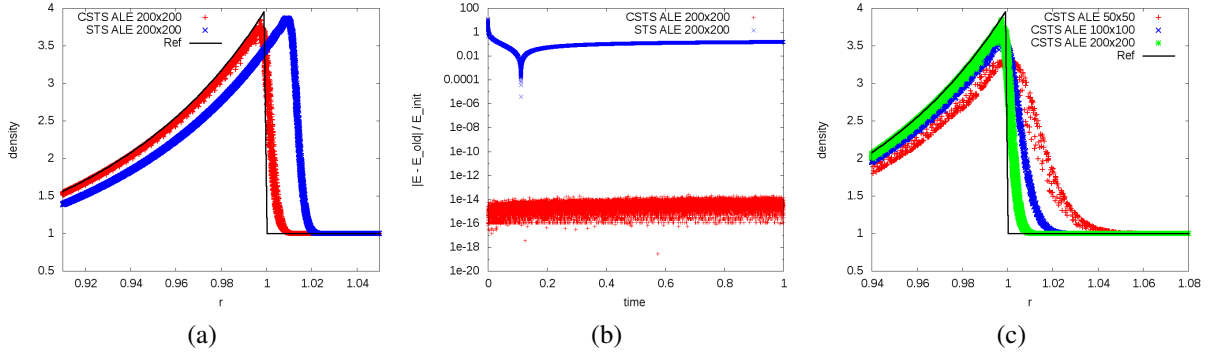 CSTS ALE 200x200
STS ALE 200x200
Ref
4
3.5
3
2.5
2
1.5
1
0.5
density
0.92 0.94 0.96 0.98 1 1.02 1.04
r
(a)
CSTS ALE 200x200
STS ALE 200x200
100
1
0.01
0.0001
1e-06
1e-08
1e-10
1e-12
1e-14
1e-16
1e-18
1e-20
|E - E_old| / E_init
0 0.2 0.4 0.6 0.8 1
time
(b)
CSTS ALE 50x50
CSTS ALE 100x100
CSTS ALE 200x200
Ref
4
3.5
3
2.5
2
1.5
1
0.5
density
0.94 0.96 0.98 1 1.02 1.04 1.06 1.08
r
(c)